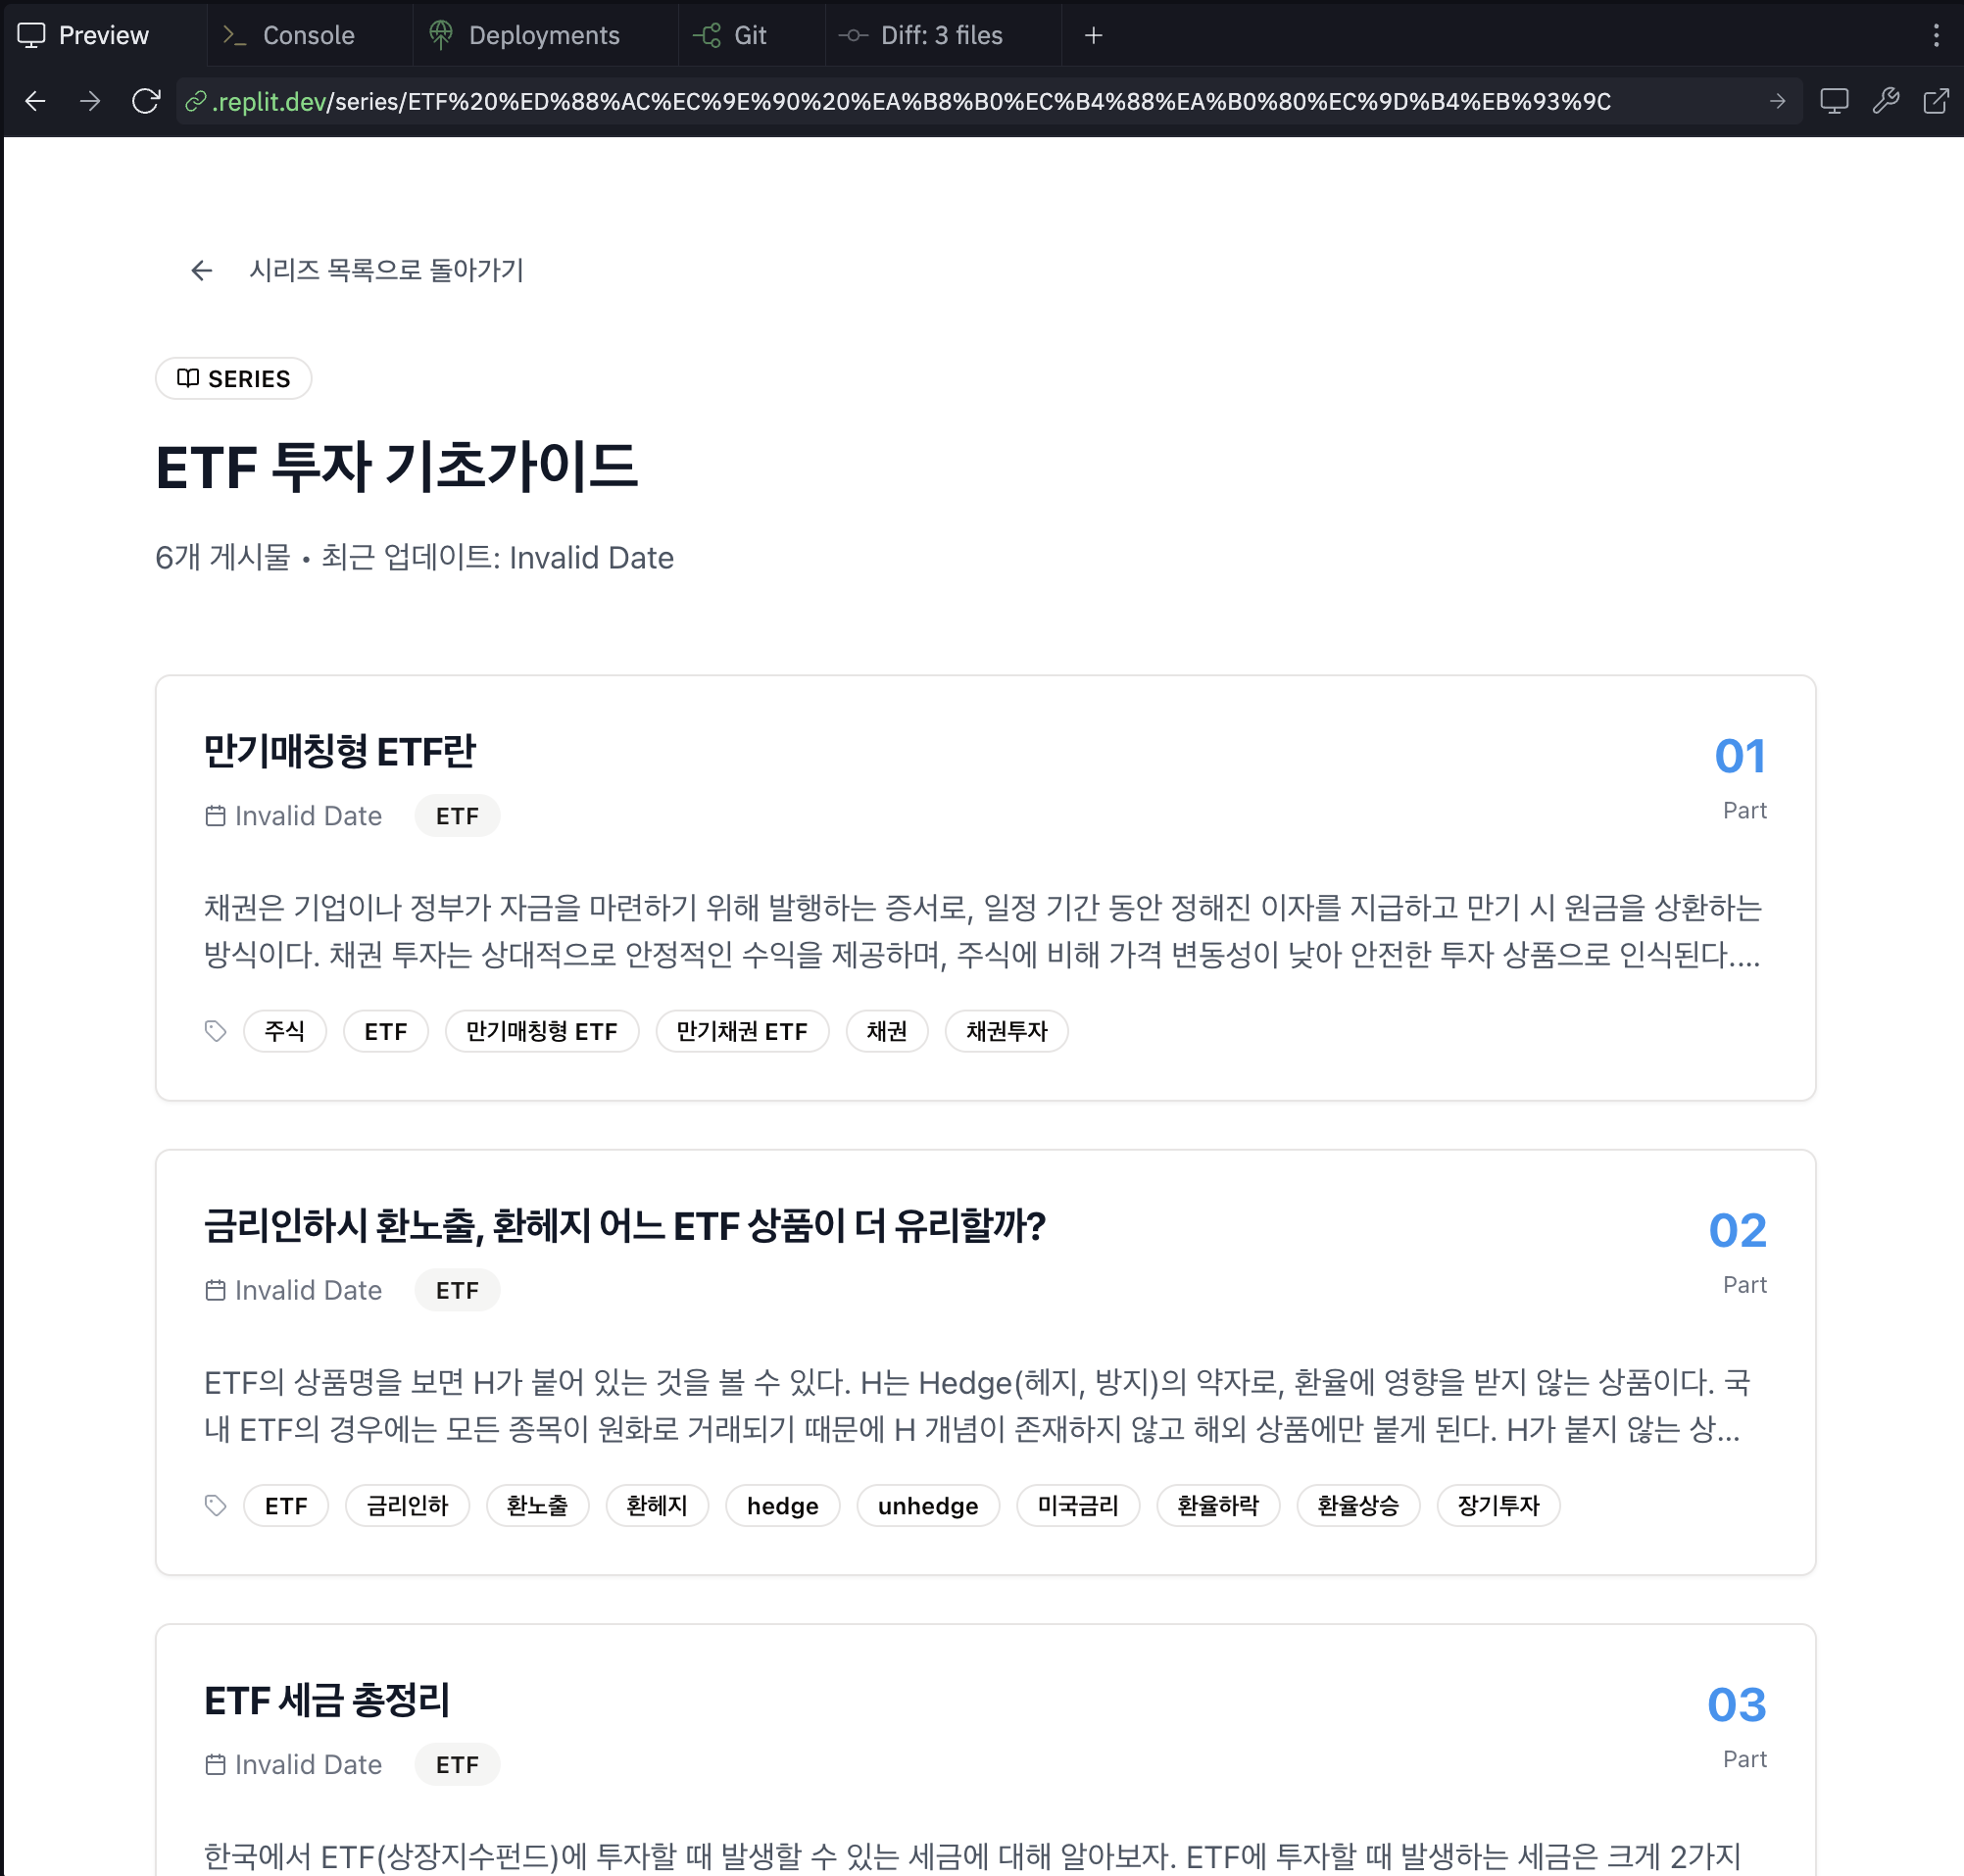 Preview
Console
Deployments
Git
Diff: 3 files
.replit.dev/series/ETF%20%ED%88%AC%EC%9E%90%20%EA%B8%B0%EC%B4%88%EA%B0%80%EC%9D%B4%EB%93%9C
시리즈 목록으로 돌아가기
SERIES
ETF 투자 기초가이드
6개 게시물 • 최근 업데이트: Invalid Date
만기매칭형 ETF란
01
Invalid Date
ETF
Part
채권은 기업이나 정부가 자금을 마련하기 위해 발행하는 증서로, 일정 기간 동안 정해진 이자를 지급하고 만기 시 원금을 상환하는
방식이다. 채권 투자는 상대적으로 안정적인 수익을 제공하며, 주식에 비해 가격 변동성이 낮아 안전한 투자 상품으로 인식된다....
주식
ETF
만기매칭형 ETF
만기채권 ETF
채권
채권투자
금리인하시 환노출, 환헤지 어느 ETF 상품이 더 유리할까?
02
Invalid Date
ETF
Part
ETF의 상품명을 보면 H가 붙어 있는 것을 볼 수 있다. H는 Hedge(헤지, 방지)의 약자로, 환율에 영향을 받지 않는 상품이다. 국
내 ETF의 경우에는 모든 종목이 원화로 거래되기 때문에 H 개념이 존재하지 않고 해외 상품에만 붙게 된다. H가 붙지 않는 상...
ETF
금리인하
환노출
환헤지
hedge
unhedge
미국금리
환율하락
환율상승
장기투자
ETF 세금 총정리
03
Invalid Date
ETF
Part
한국에서 ETF(상장지수펀드)에 투자할 때 발생할 수 있는 세금에 대해 알아보자. ETF에 투자할 때 발생하는 세금은 크게 2가지